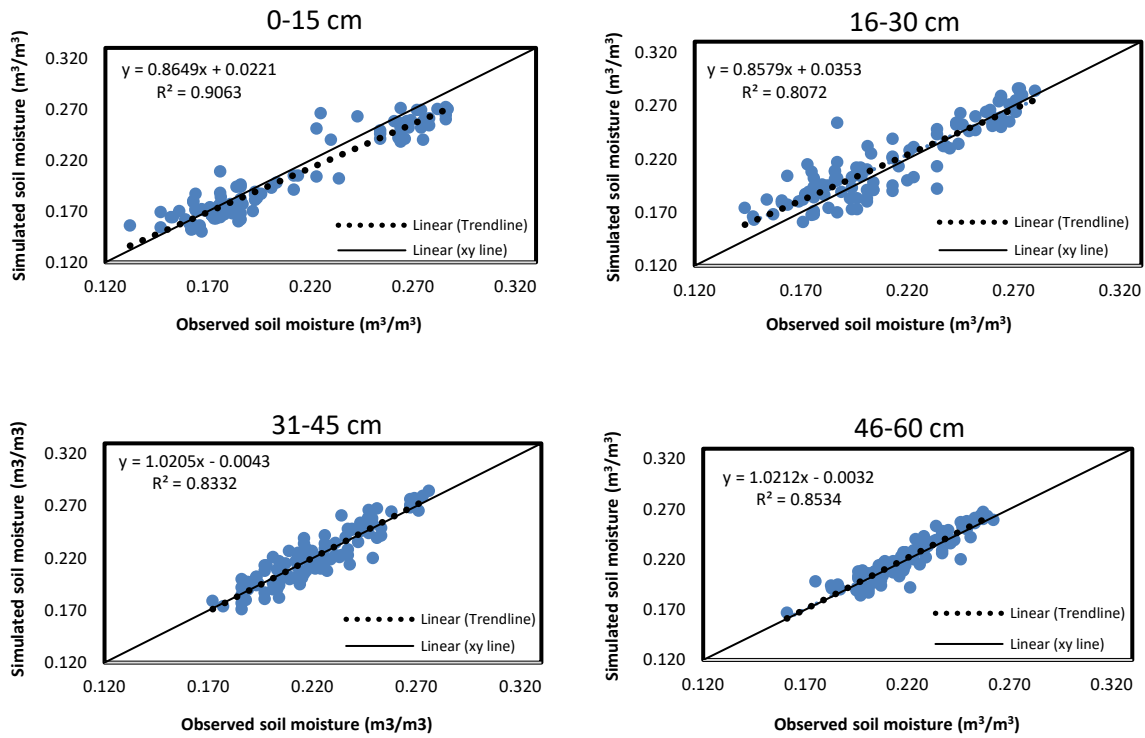 0-15 cm
Simulated soil moisture (m³/m³)
0.320
0.270
0.220
0.170
0.120
y = 0.8649x + 0.0221
R² = 0.9063
Linear (Trendline)
Linear (xy line)
0.120 0.170 0.220 0.270 0.320
Observed soil moisture (m³/m³)
16-30 cm
Simulated soil moisture (m³/m³)
0.320
0.270
0.220
0.170
0.120
y = 0.8579x + 0.0353
R² = 0.8072
Linear (Trendline)
Linear (xy line)
0.120 0.170 0.220 0.270 0.320
Observed soil moisture (m³/m³)
31-45 cm
Simulated soil moisture (m3/m3)
0.320
0.270
0.220
0.170
0.120
y = 1.0205x - 0.0043
R² = 0.8332
Linear (Trendline)
Linear (xy line)
0.120 0.170 0.220 0.270 0.320
Observed soil moisture (m3/m3)
46-60 cm
Simulated soil moisture (m³/m³)
0.320
0.270
0.220
0.170
0.120
y = 1.0212x - 0.0032
R² = 0.8534
Linear (Trendline)
Linear (xy line)
0.120 0.170 0.220 0.270 0.320
Observed soil moisture (m³/m³)